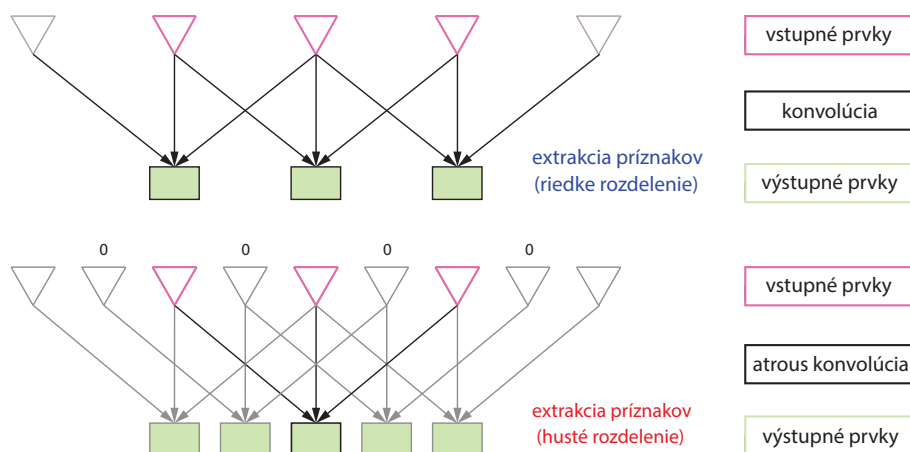 vstupné prvky
konvolúcia
extrakcia príznakov
(riedke rozdelenie)
výstupné prvky
0 0 0 0
vstupné prvky
atrous konvolúcia
extrakcia príznakov
(husté rozdelenie)
výstupné prvky